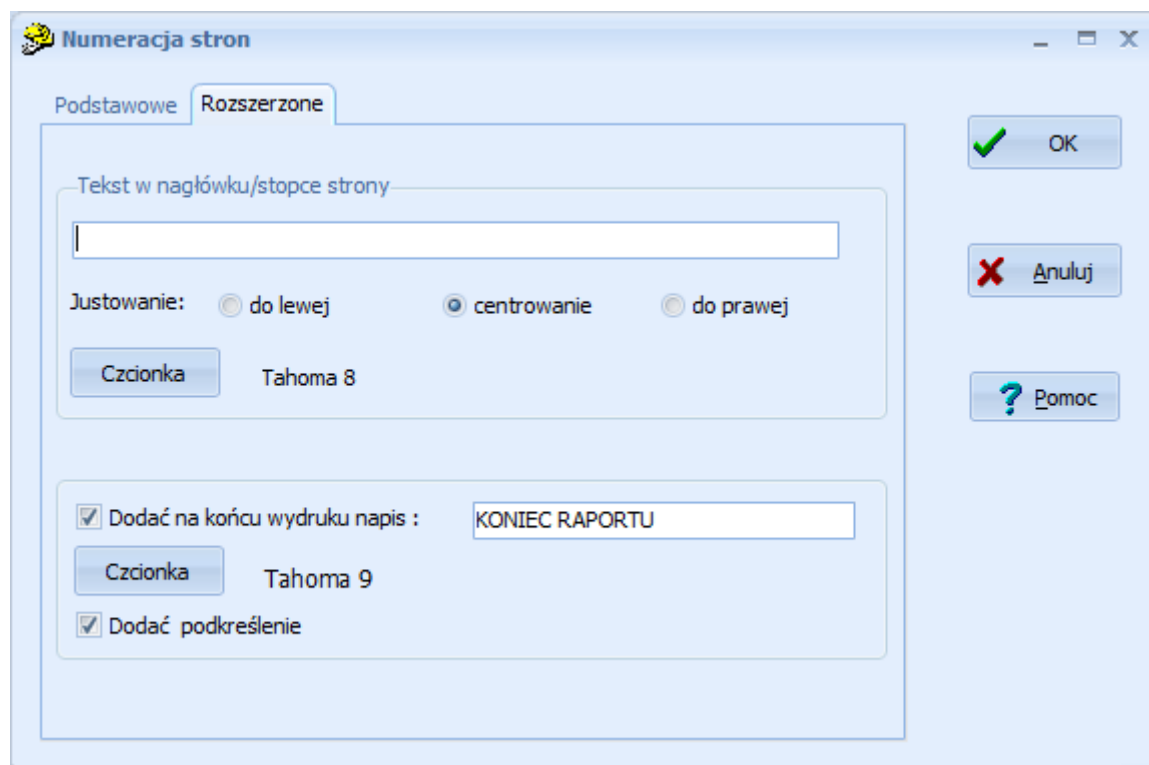 Numeracja stron
Podstawowe Rozszerzone
OK
Tekst w nagłówku/stopce strony
Anuluj
Justowanie: do lewej centrowanie do prawej
Czcionka Tahoma 8
? Pomoc
Dodać na końcu wydruku napis : KONIEC RAPORTU
Czcionka Tahoma 9
Dodać podkreślenie